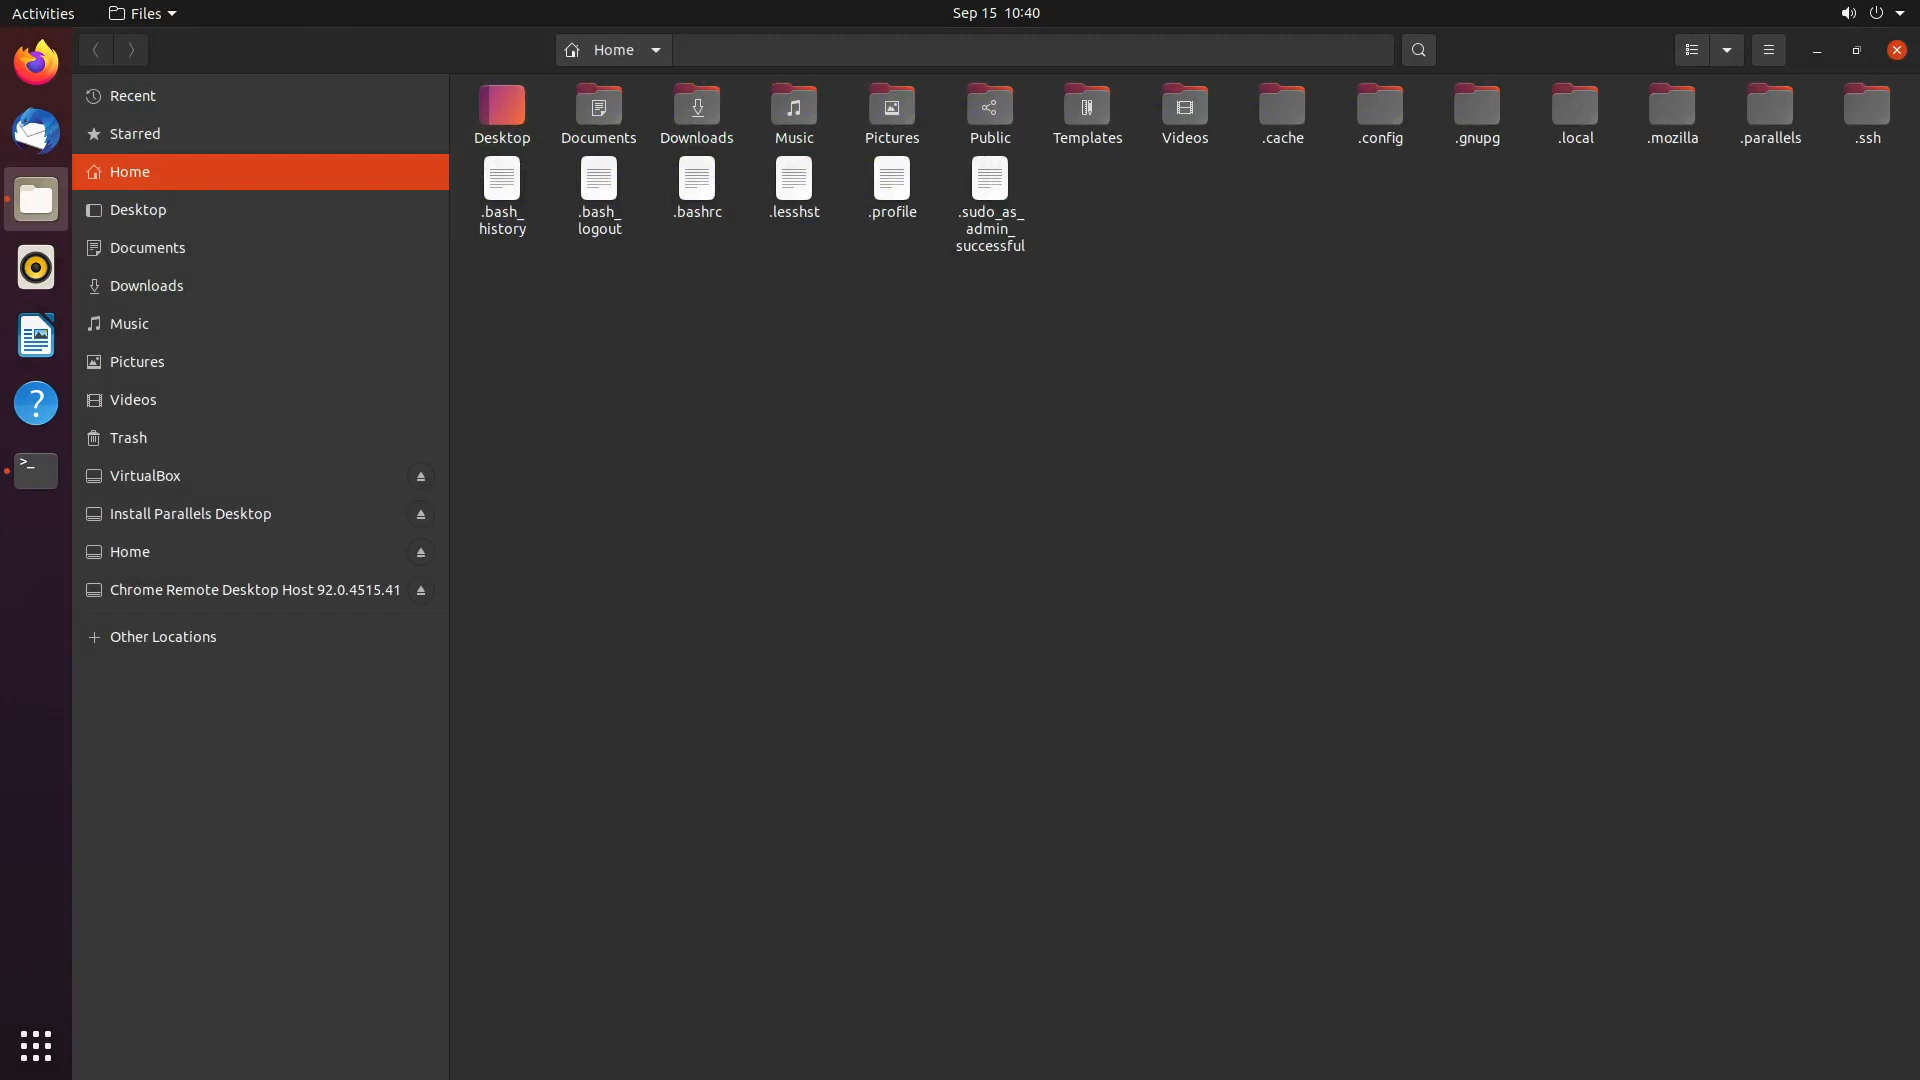 Activities
Files
Sep 15 10:40
Home
Recent
Starred
Home
Desktop
Documents
Downloads
Music
Pictures
Videos
Trash
VirtualBox
Install Parallels Desktop
Home
Chrome Remote Desktop Host 92.0.4515.41
Other Locations
Desktop
Documents
Downloads
Music
Pictures
Public
Templates
Videos
.cache
.config
.gnupg
.local
.mozilla
.parallels
.ssh
.bash_
history
.bash_
logout
.bashrc
.lesshst
.profile
.sudo_as_
admin_
successful